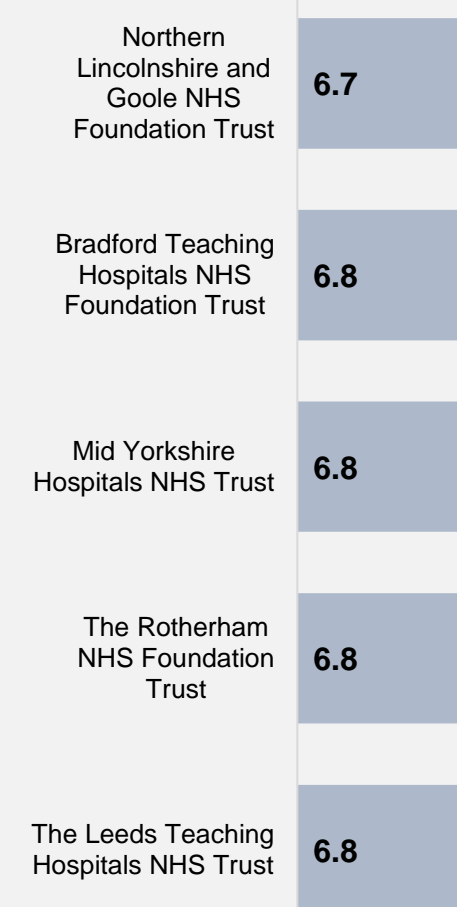 Northern
Lincolnshire and
Goole NHS
Foundation Trust
6.7
Bradford Teaching
Hospitals NHS
Foundation Trust
6.8
Mid Yorkshire
Hospitals NHS Trust
6.8
The Rotherham
NHS Foundation
Trust
6.8
The Leeds Teaching
Hospitals NHS Trust
6.8